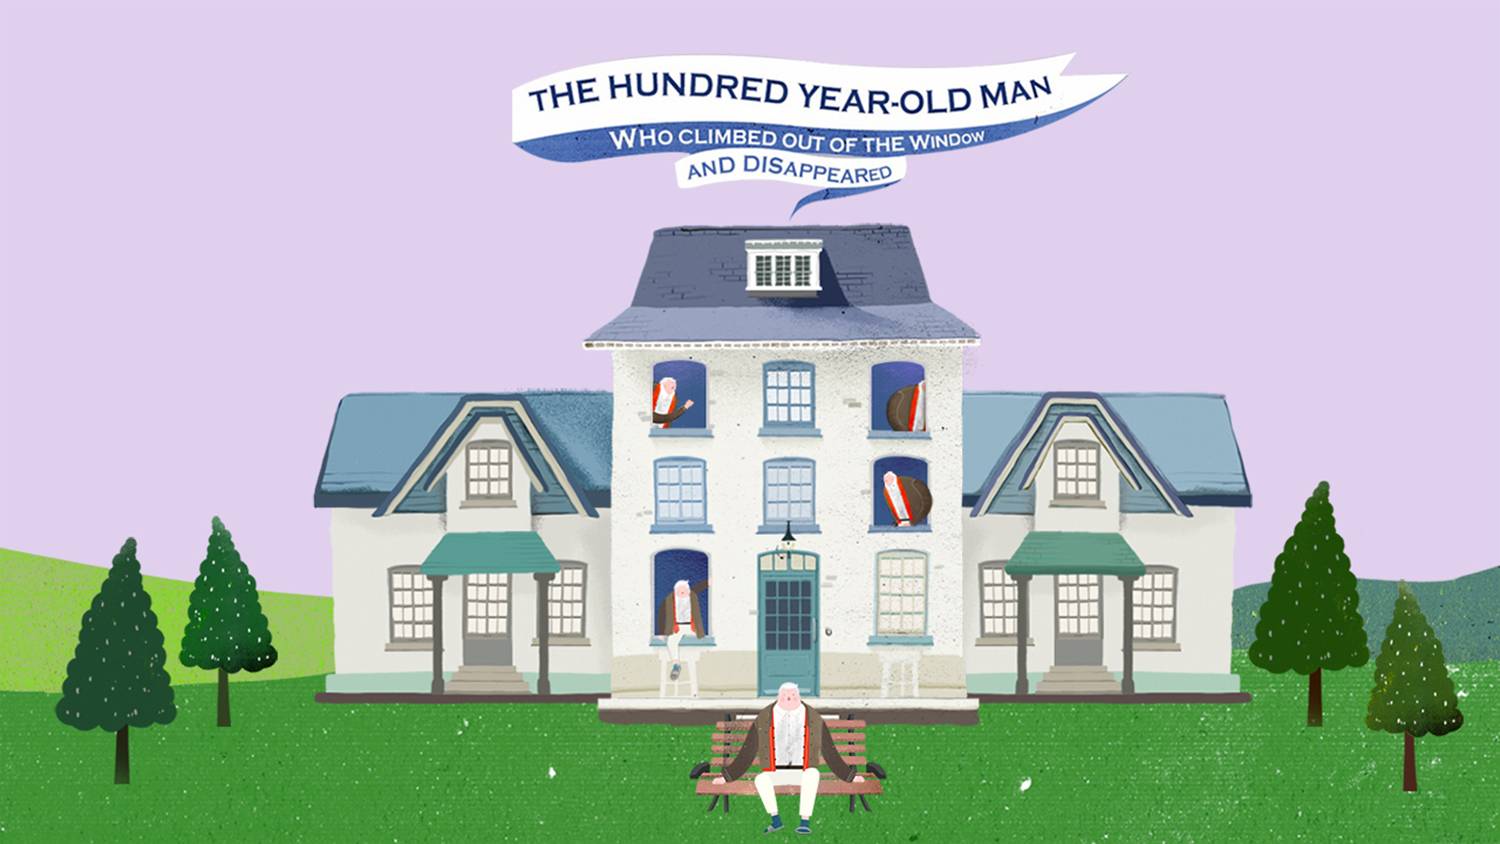 THE HUNDRED YEAR-OLD MAN
WHO CLIMBED OUT OF THE WINDOW
AND DISAPPEARED